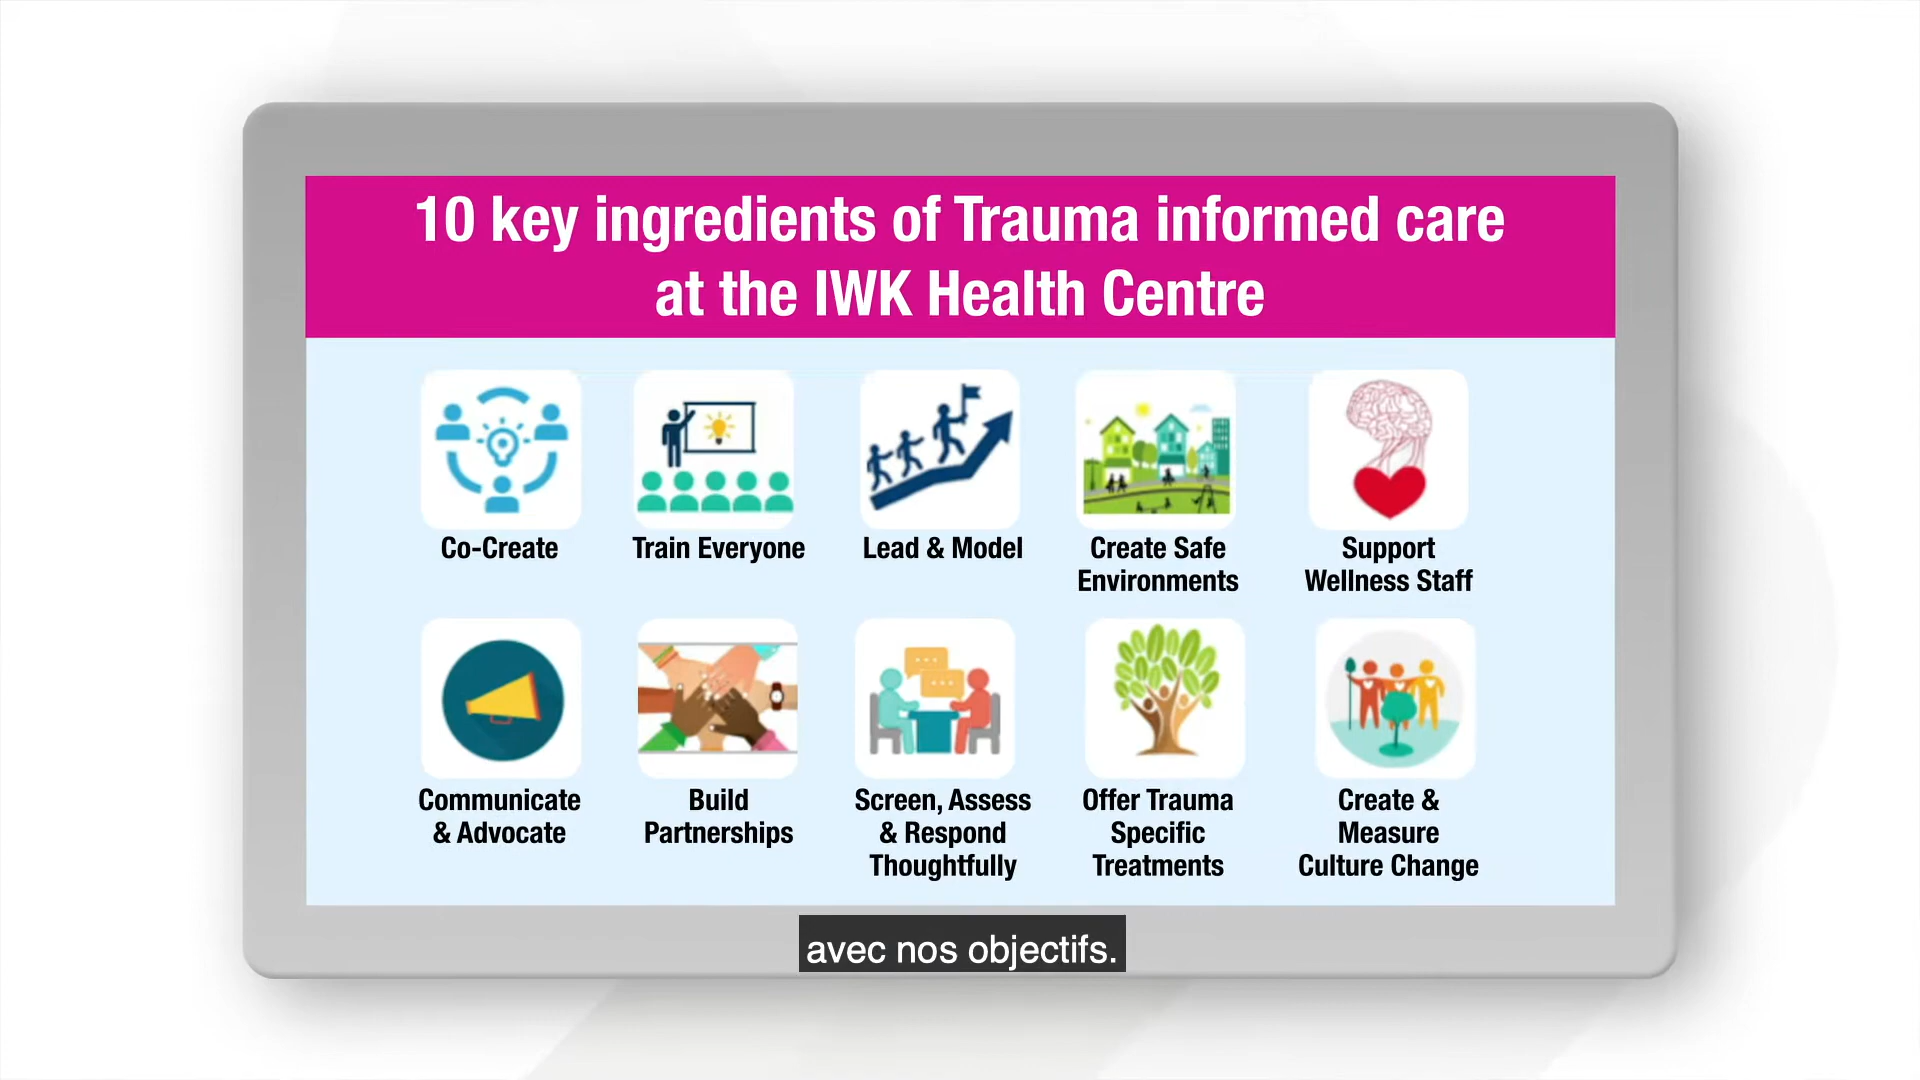 10 key ingredients of Trauma informed care
at the IWK Health Centre
Co-Create
Train Everyone
Lead & Model
Create Safe
Environments
Support
Wellness Staff
Communicate
& Advocate
Build
Partnerships
Screen, Assess
& Respond
Thoughtfully
Offer Trauma
Specific
Treatments
Create &
Measure
Culture Change
avec nos objectifs.